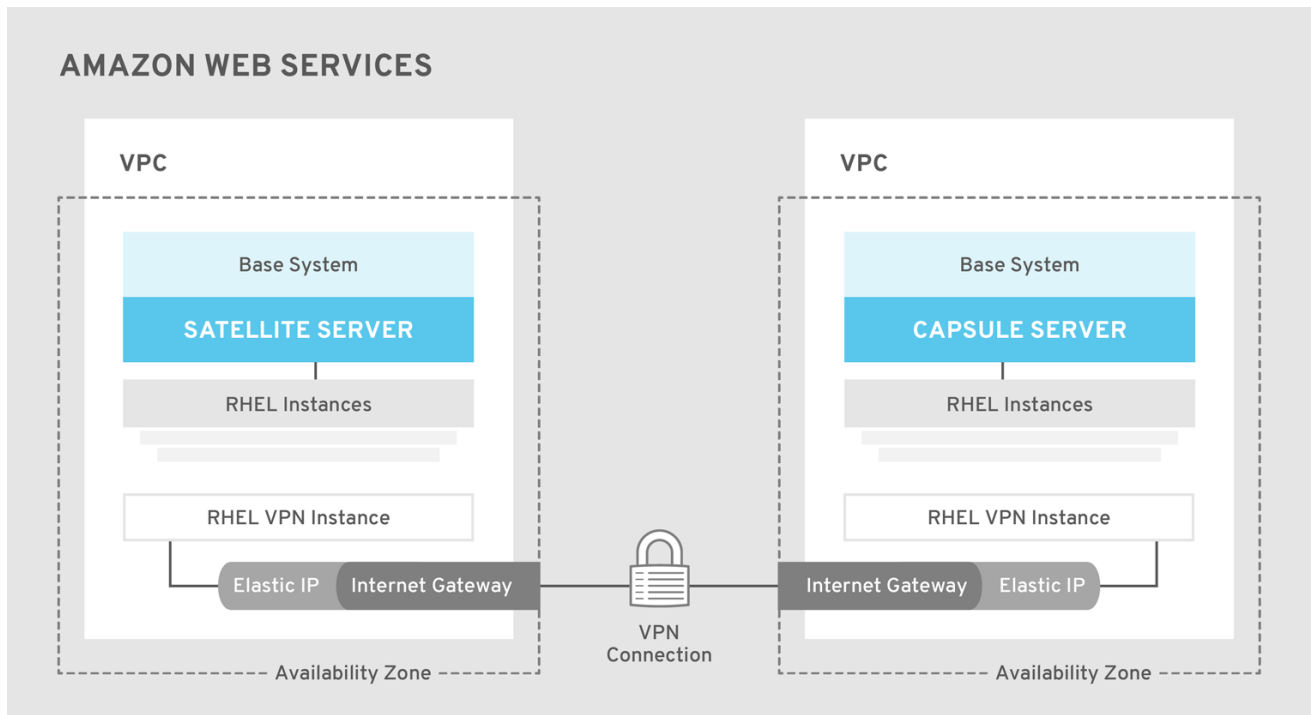 AMAZON WEB SERVICES
VPC
Base System
SATELLITE SERVER
RHEL Instances
RHEL VPN Instance
Elastic IP
Internet Gateway
Availability Zone
VPN
Connection
VPC
Base System
CAPSULE SERVER
RHEL Instances
RHEL VPN Instance
Internet Gateway
Elastic IP
Availability Zone